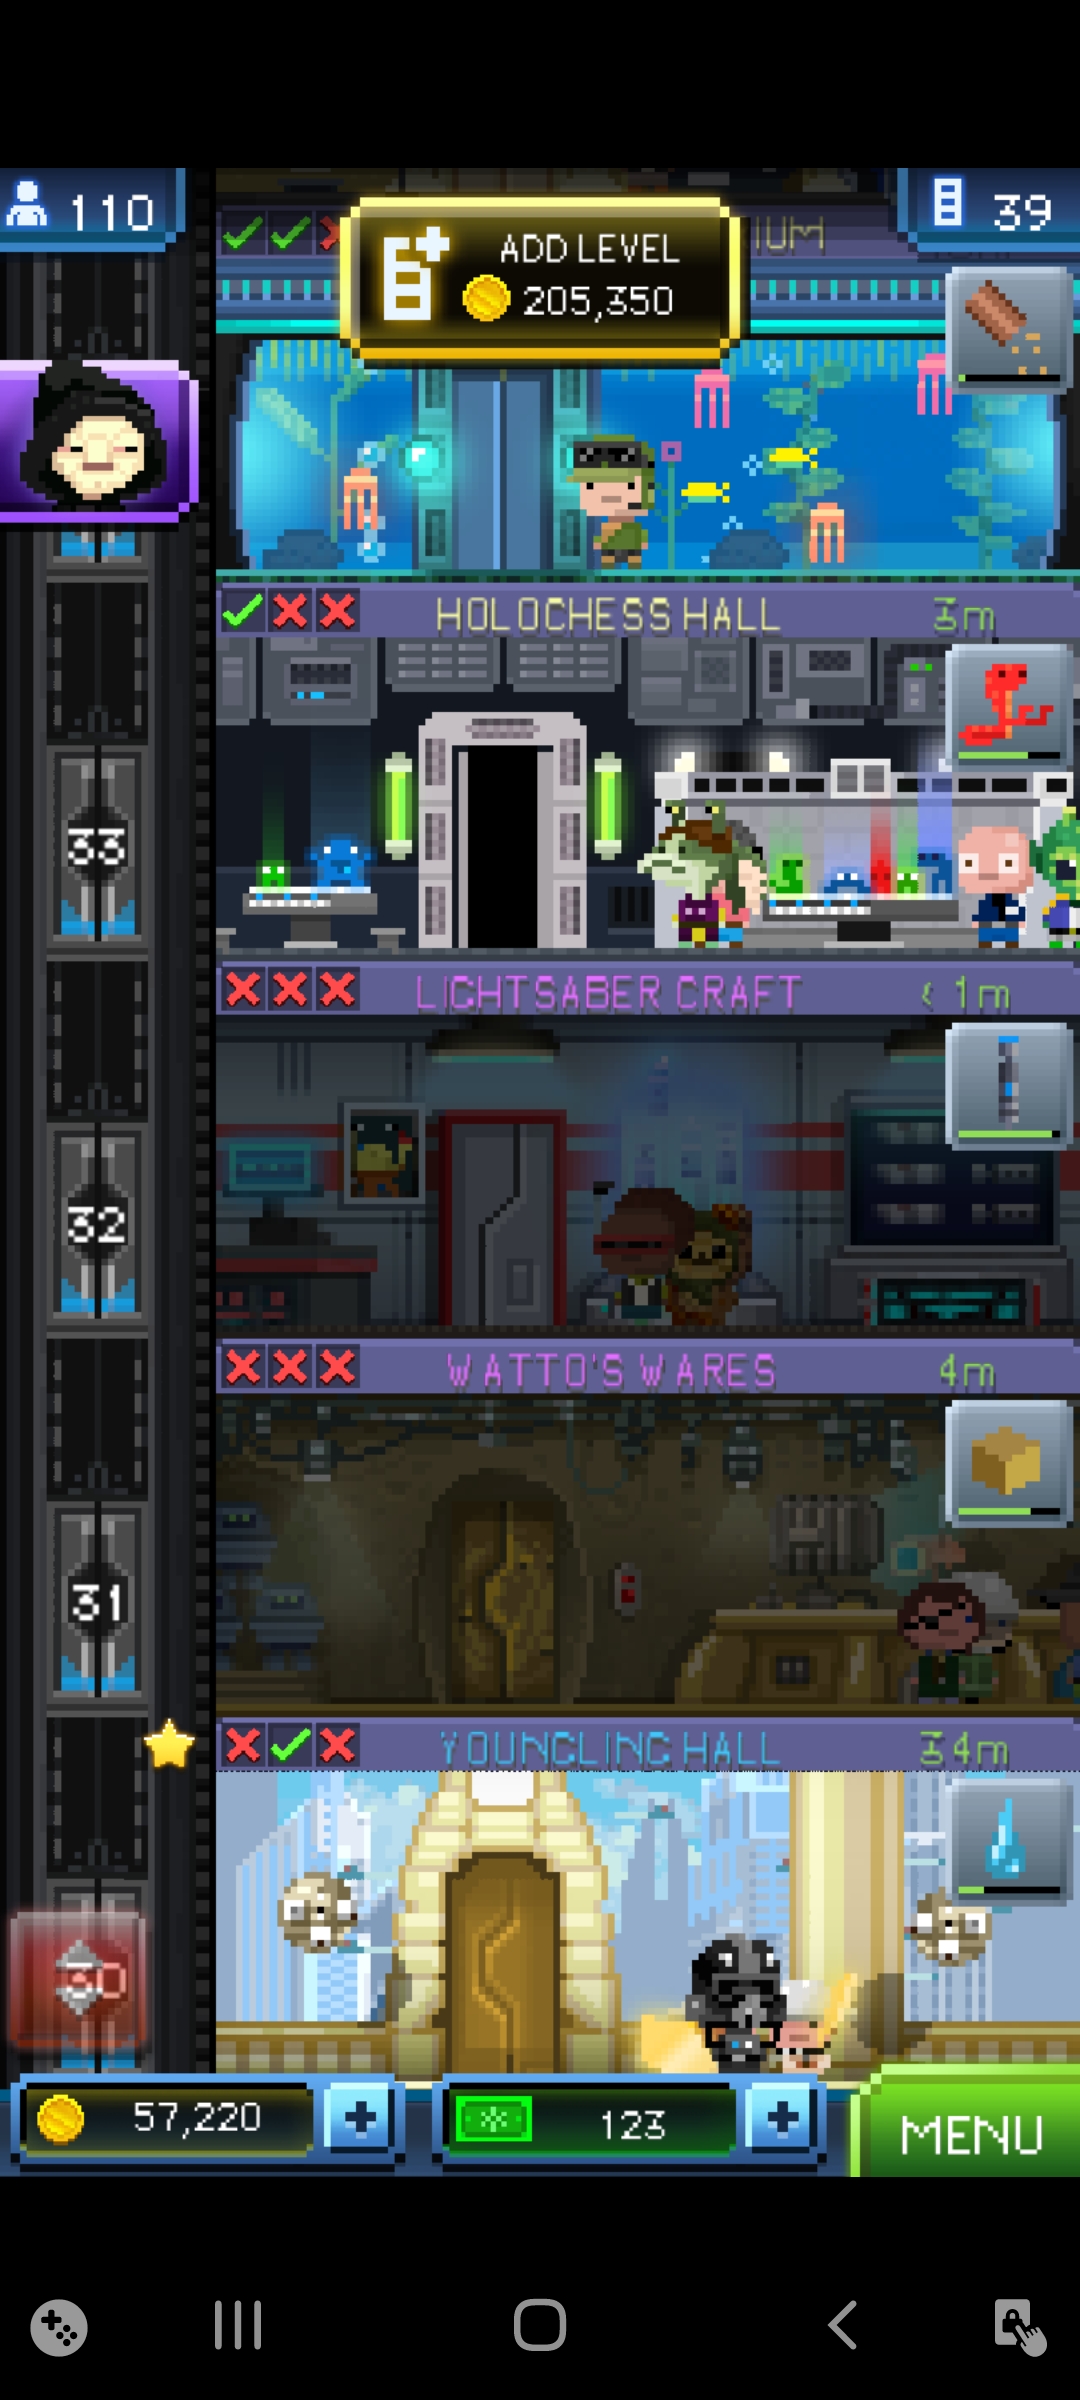 110
IUM
39
ADD LEVEL
205,350
HOLOCHESS HALL
3m
33
LIGHTSABER CRAFT
< 1m
32
WATTO'S WARES
4m
31
YOUNGLING HALL
34m
57,220
123
MENU